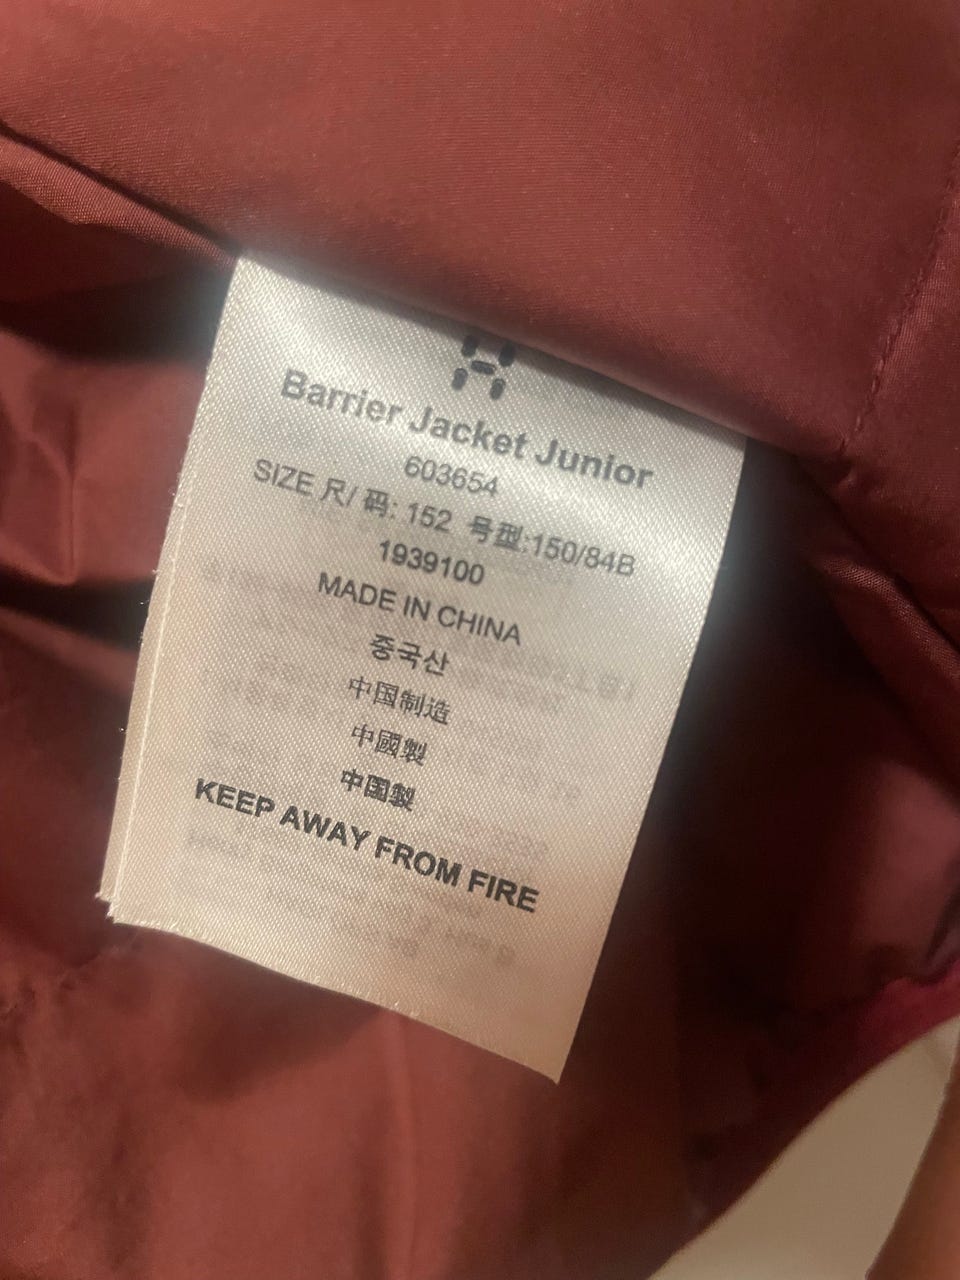 Barrier Jacket Junior
603654
SIZE 尺/ 码: 152 号型:150/84B
1939100
MADE IN CHINA
중국산
中国制造
中國製
中国製
KEEP AWAY FROM FIRE